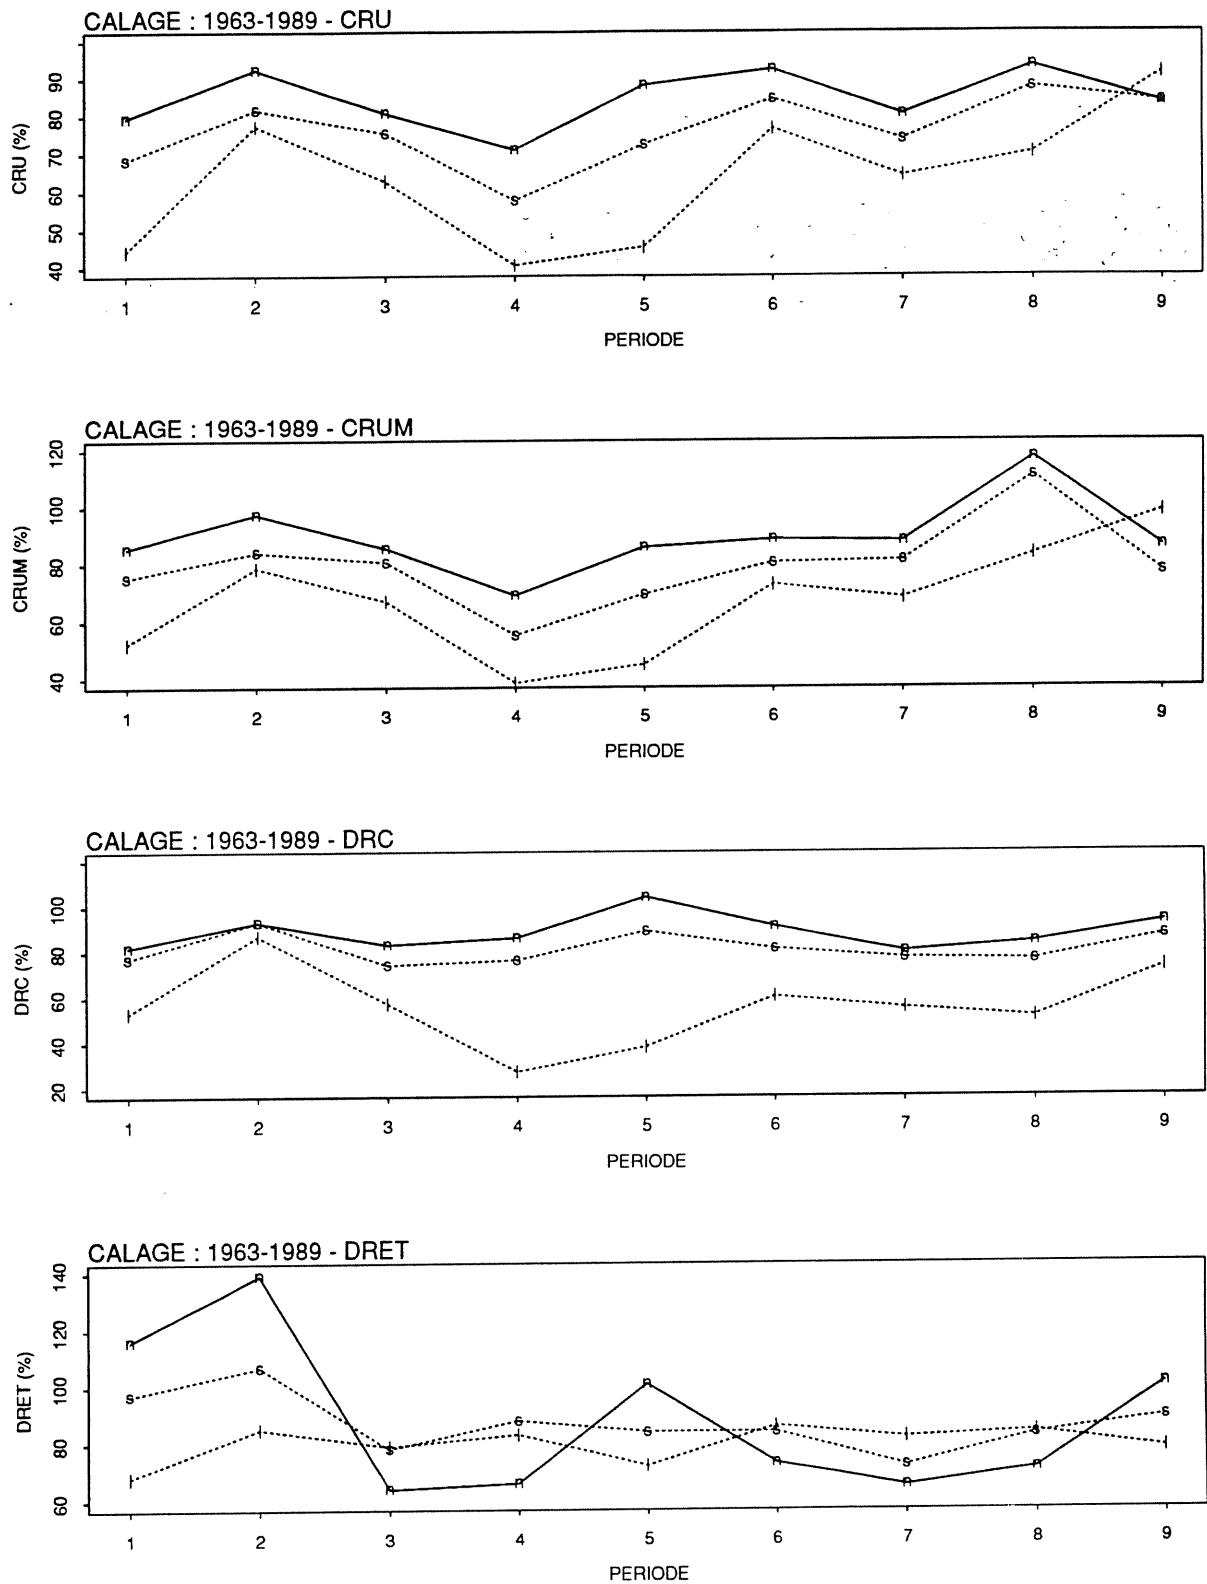 CALAGE : 1963-1989 - CRU
CRU (%)
90
80
70
60
50
40
1 2 3 4 5 6 7 8 9
PERIODE
CALAGE : 1963-1989 - CRUM
CRUM (%)
120
100
80
60
40
1 2 3 4 5 6 7 8 9
PERIODE
CALAGE : 1963-1989 - DRC
DRC (%)
100
80
60
40
20
1 2 3 4 5 6 7 8 9
PERIODE
CALAGE : 1963-1989 - DRET
DRET (%)
140
120
100
80
60
1 2 3 4 5 6 7 8 9
PERIODE